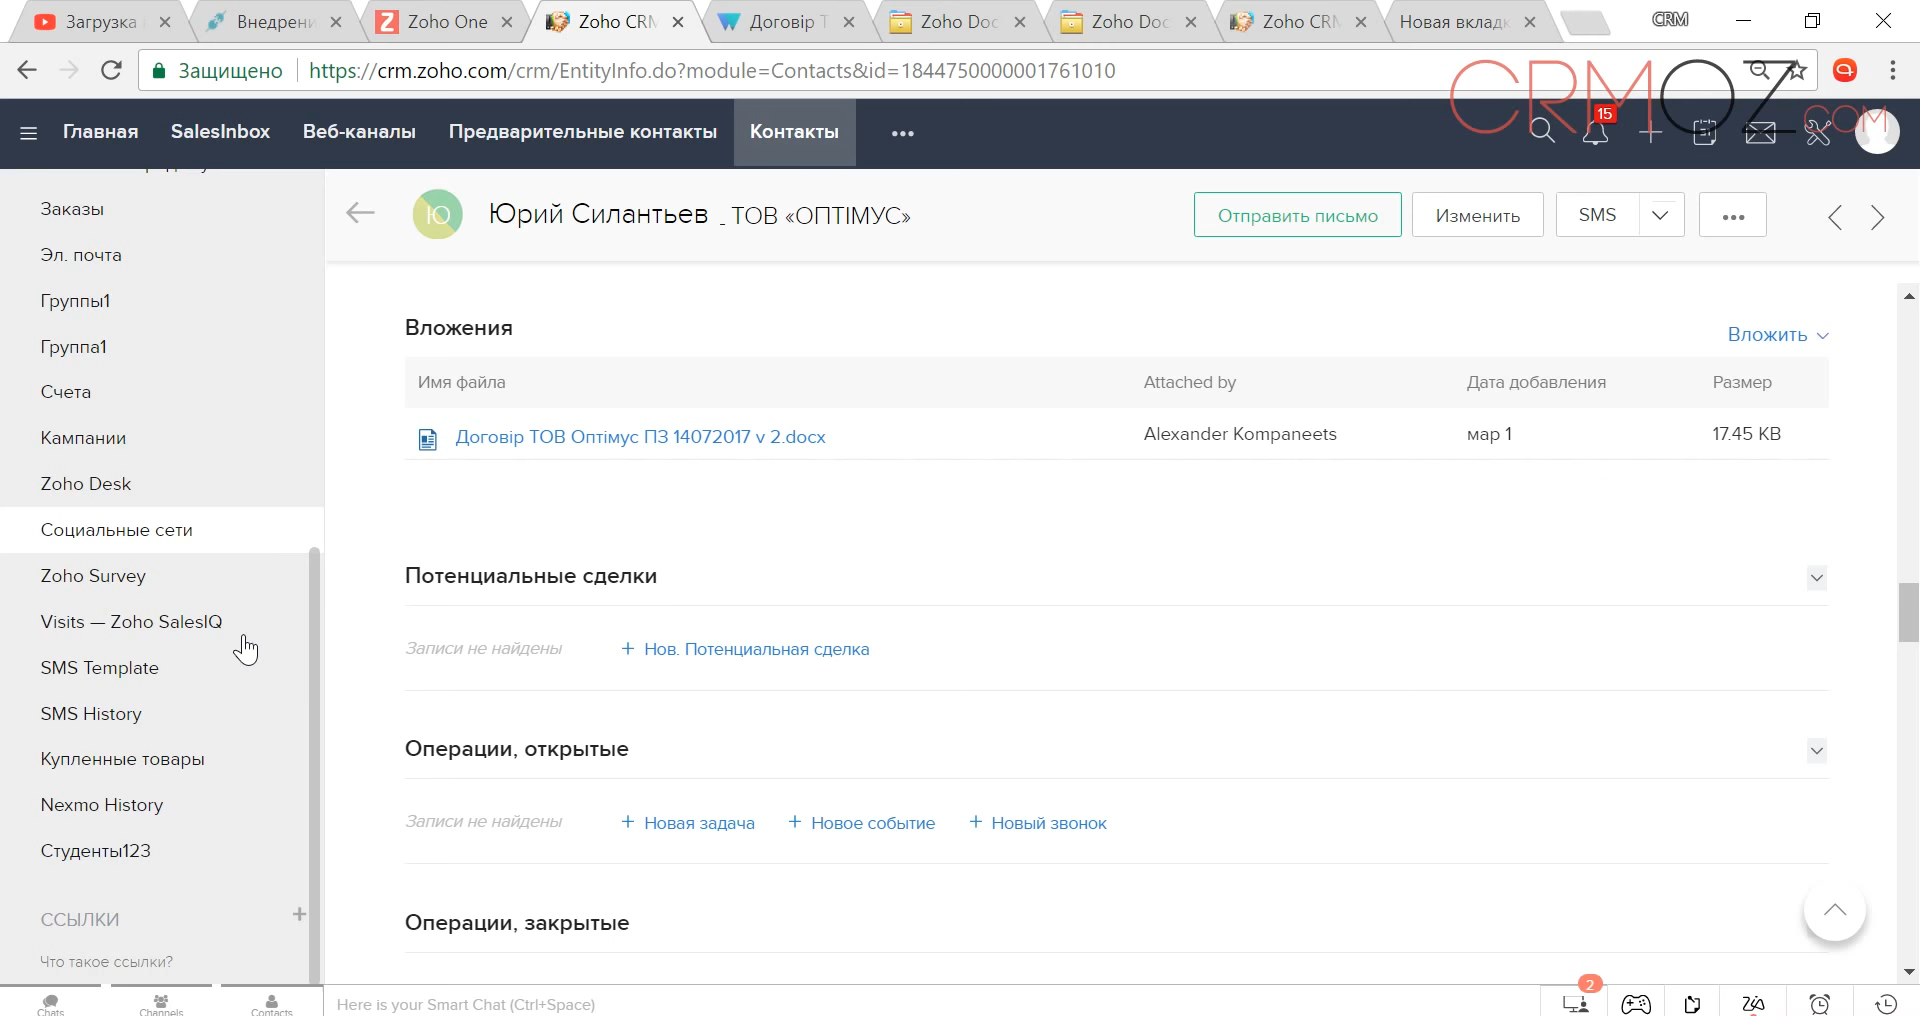 Загрузка
Внедрени
Zoho One
Zoho CRM
Договір Т
Zoho Doc
Zoho Doc
Zoho CRM
Новая вкладк
CRM
Защищено
https://crm.zoho.com/crm/EntityInfo.do?module=Contacts&id=1844750000001761010
CRMOZ.COM
Главная
SalesInbox
Веб-каналы
Предварительные контакты
Контакты
15
Заказы
Эл. почта
Группы1
Группа1
Счета
Кампании
Zoho Desk
Социальные сети
Zoho Survey
Visits — Zoho SalesIQ
SMS Template
SMS History
Купленные товары
Nexmo History
Студенты123
ССЫЛКИ
Что такое ссылки?
Ю
Юрий Силантьев _ ТОВ «ОПТІМУС»
Отправить письмо
Изменить
SMS
Вложения
Вложить
Имя файла
Attached by
Дата добавления
Размер
Договір ТОВ Оптімус ПЗ 14072017 v 2.docx
Alexander Kompaneets
мар 1
17.45 KB
Потенциальные сделки
Записи не найдены
+ Нов. Потенциальная сделка
Операции, открытые
Записи не найдены
+ Новая задача
+ Новое событие
+ Новый звонок
Операции, закрытые
Chats
Channels
Contacts
Here is your Smart Chat (Ctrl+Space)
2